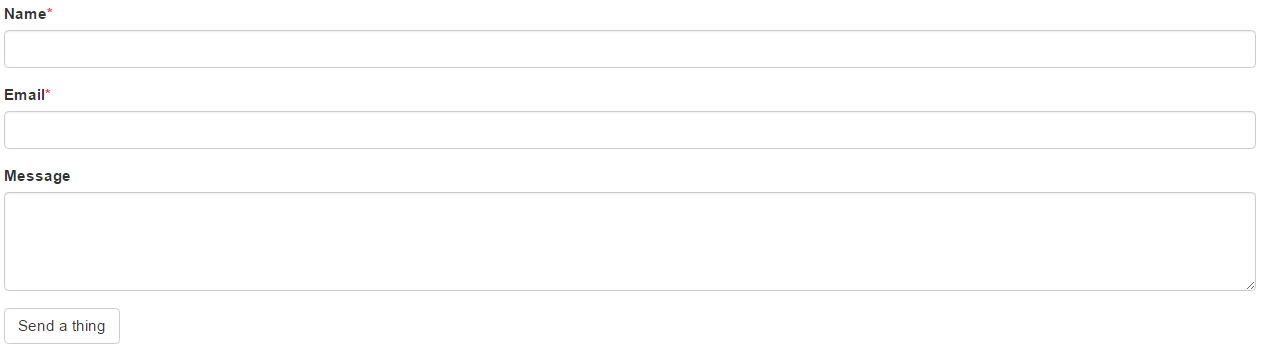 Name*
Email*
Message
Send a thing